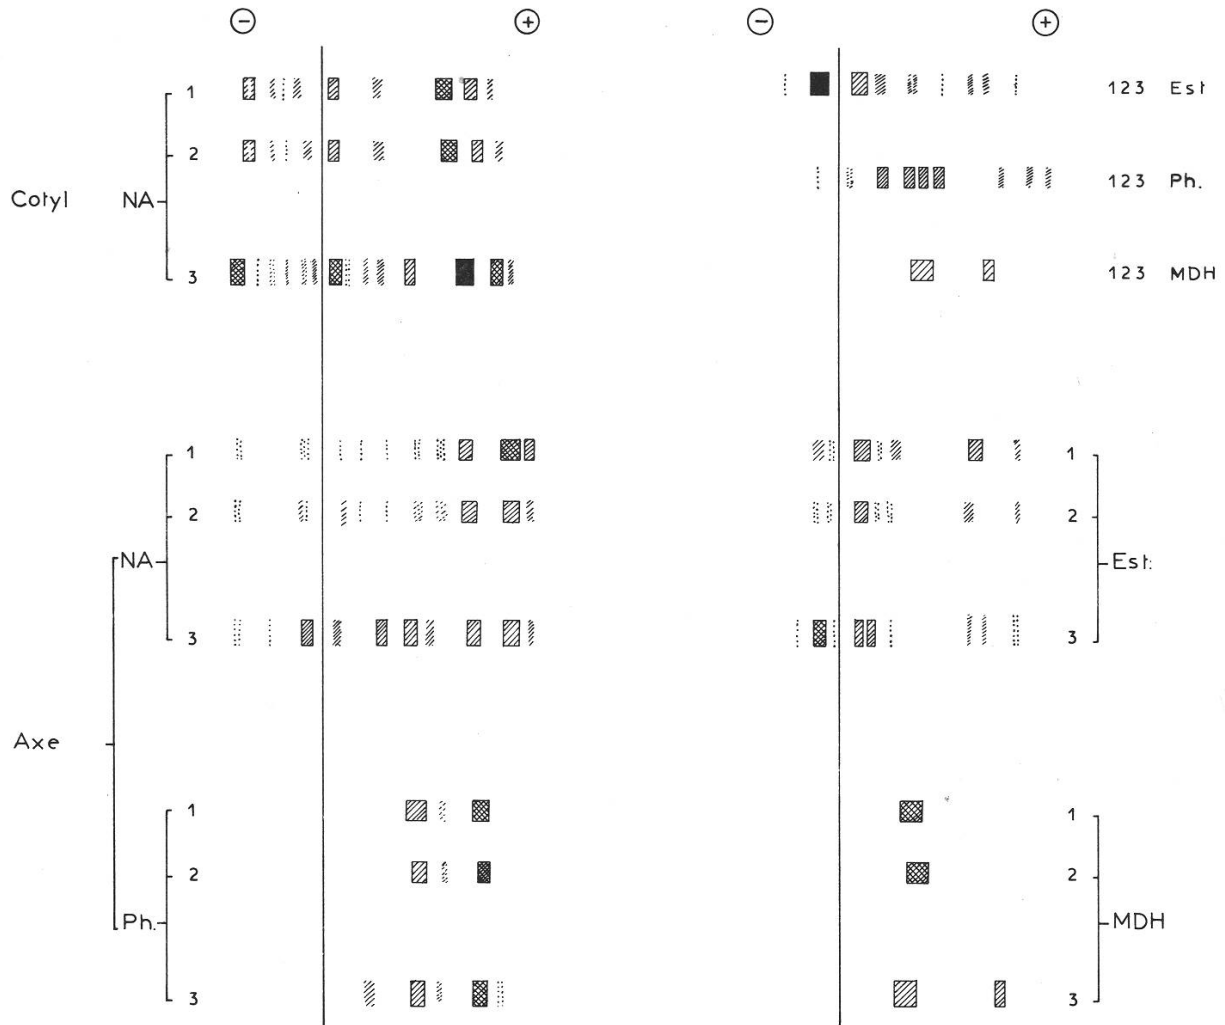 − + − +
1 123 Est
2
Cotyl NA 123 Ph.
3 123 MDH
1 1
2 2
NA Est.
3 3
Axe
1 1
2 2
Ph. MDH
3 3